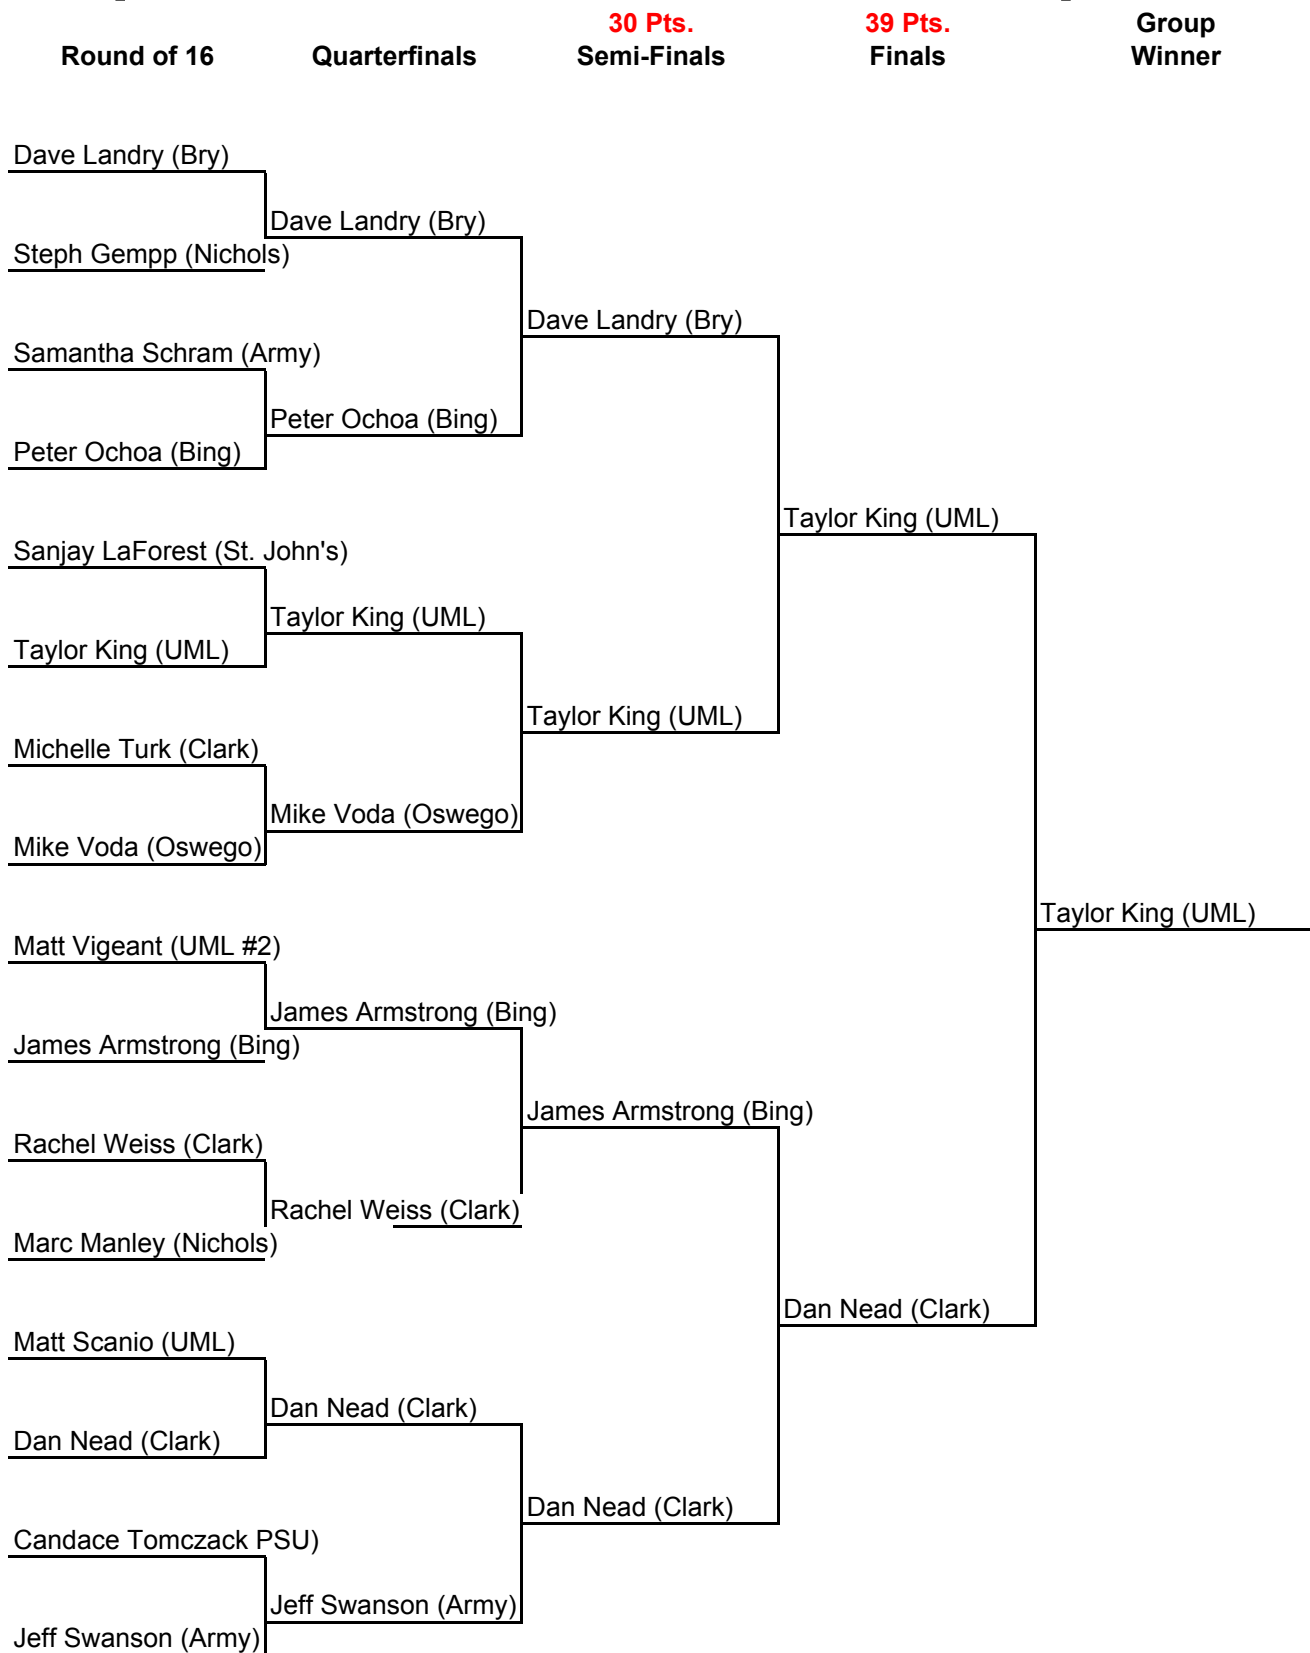 30 Pts. 39 Pts. Group
Round of 16 Quarterfinals Semi-Finals Finals Winner
Dave Landry (Bry)
Dave Landry (Bry)
Steph Gempp (Nichols)
Dave Landry (Bry)
Samantha Schram (Army)
Peter Ochoa (Bing)
Peter Ochoa (Bing)
Taylor King (UML)
Sanjay LaForest (St. John's)
Taylor King (UML)
Taylor King (UML)
Taylor King (UML)
Michelle Turk (Clark)
Mike Voda (Oswego)
Mike Voda (Oswego)
Taylor King (UML)
Matt Vigeant (UML #2)
James Armstrong (Bing)
James Armstrong (Bing)
James Armstrong (Bing)
Rachel Weiss (Clark)
Rachel Weiss (Clark)
Marc Manley (Nichols)
Dan Nead (Clark)
Matt Scanio (UML)
Dan Nead (Clark)
Dan Nead (Clark)
Dan Nead (Clark)
Candace Tomczack PSU)
Jeff Swanson (Army)
Jeff Swanson (Army)